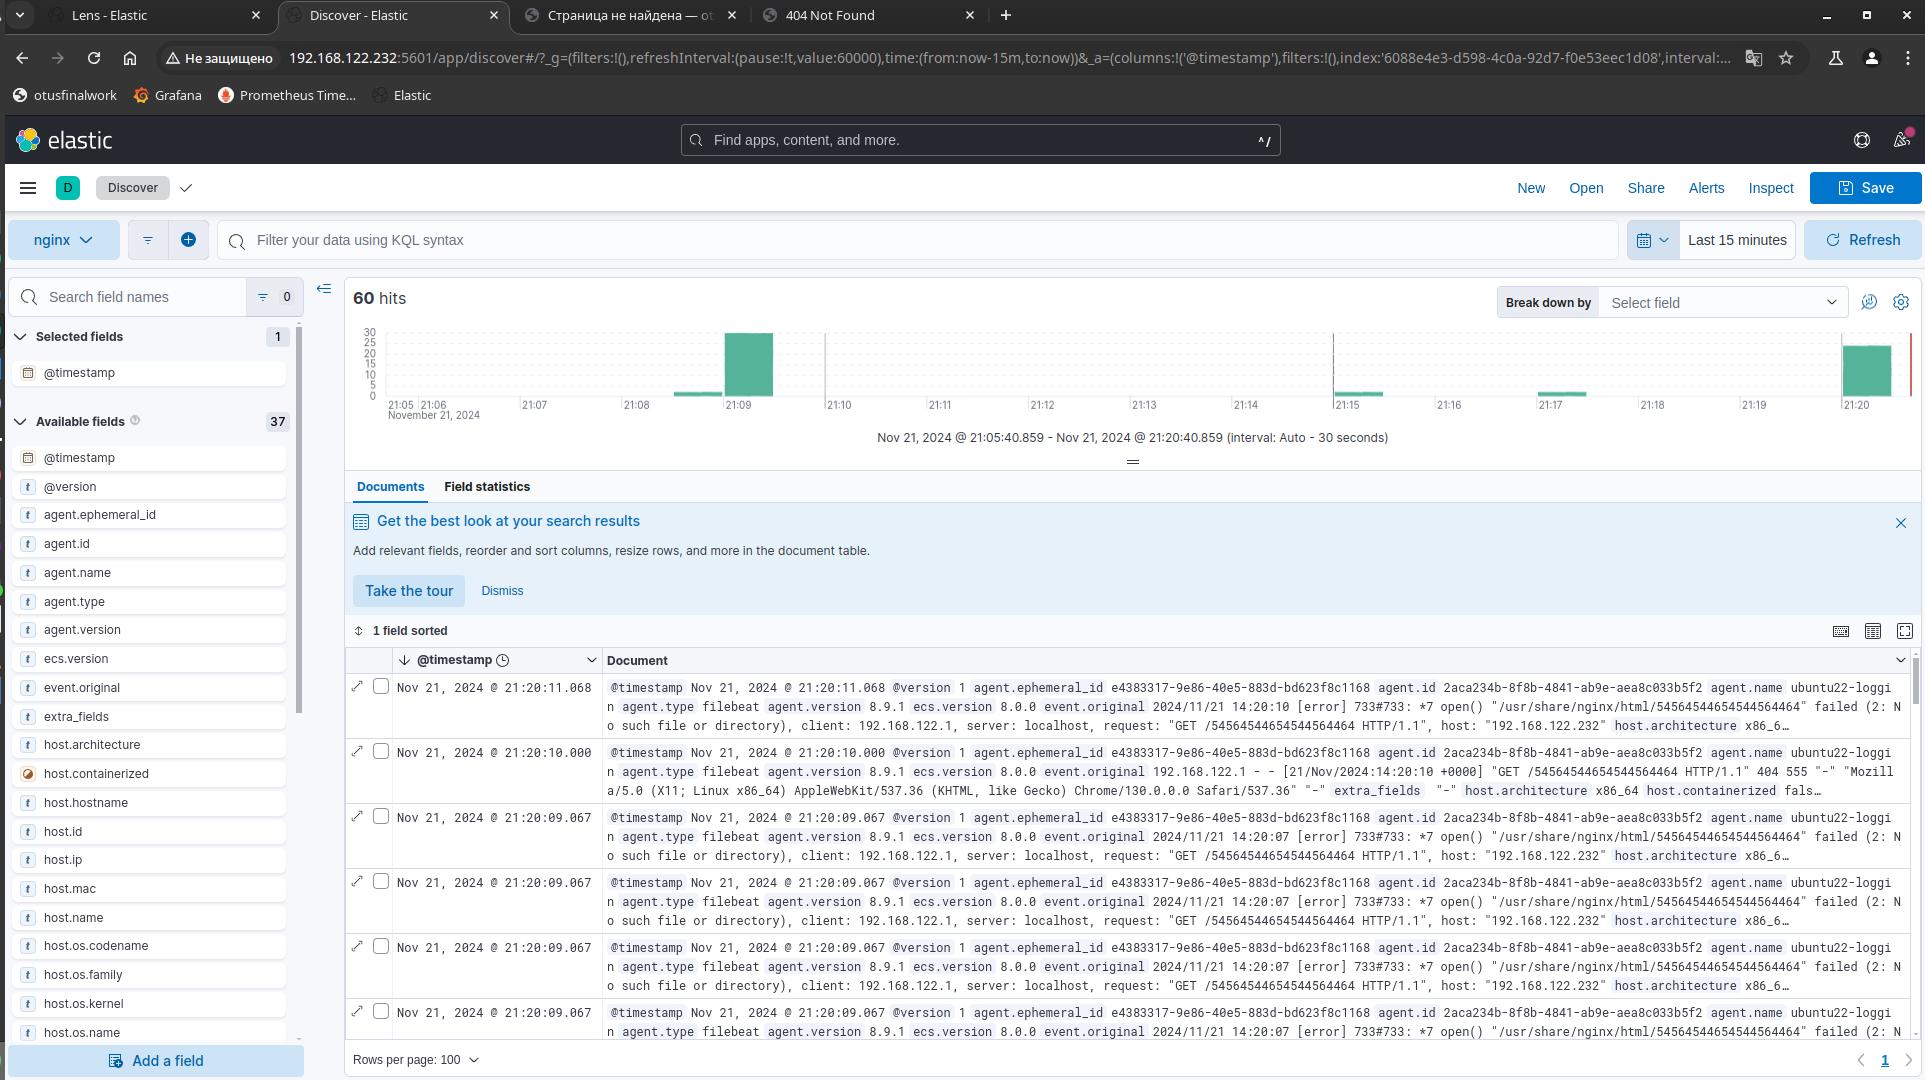 Lens - Elastic
Discover - Elastic
Страница не найдена — ot
404 Not Found
Не защищено
192.168.122.232:5601/app/discover#/?_g=(filters:!(),refreshInterval:(pause:!t,value:60000),time:(from:now-15m,to:now))&_a=(columns:!('@timestamp'),filters:!(),index:'6088e4e3-d598-4c0a-92d7-f0e53eec1d08',interval:...
otusfinalwork
Grafana
Prometheus Time...
Elastic
elastic
Find apps, content, and more.
^/
D
Discover
New
Open
Share
Alerts
Inspect
Save
nginx
Filter your data using KQL syntax
Last 15 minutes
Refresh
Search field names
0
Selected fields
1
@timestamp
Available fields
37
@timestamp
@version
agent.ephemeral_id
agent.id
agent.name
agent.type
agent.version
ecs.version
event.original
extra_fields
host.architecture
host.containerized
host.hostname
host.id
host.ip
host.mac
host.name
host.os.codename
host.os.family
host.os.kernel
host.os.name
Add a field
60 hits
Break down by
Select field
30
25
20
15
10
5
0
21:05
21:06
21:07
21:08
21:09
21:10
21:11
21:12
21:13
21:14
21:15
21:16
21:17
21:18
21:19
21:20
November 21, 2024
Nov 21, 2024 @ 21:05:40.859 - Nov 21, 2024 @ 21:20:40.859 (interval: Auto - 30 seconds)
Documents
Field statistics
Get the best look at your search results
Add relevant fields, reorder and sort columns, resize rows, and more in the document table.
Take the tour
Dismiss
1 field sorted
@timestamp
Document
Nov 21, 2024 @ 21:20:11.068
@timestamp Nov 21, 2024 @ 21:20:11.068 @version 1 agent.ephemeral_id e4383317-9e86-40e5-883d-bd623f8c1168 agent.id 2aca234b-8f8b-4841-ab9e-aea8c033b5f2 agent.name ubuntu22-loggi
n agent.type filebeat agent.version 8.9.1 ecs.version 8.0.0 event.original 2024/11/21 14:20:10 [error] 733#733: *7 open() "/usr/share/nginx/html/54564544654544564464" failed (2: N
o such file or directory), client: 192.168.122.1, server: localhost, request: "GET /54564544654544564464 HTTP/1.1", host: "192.168.122.232" host.architecture x86_6…
Nov 21, 2024 @ 21:20:10.000
@timestamp Nov 21, 2024 @ 21:20:10.000 @version 1 agent.ephemeral_id e4383317-9e86-40e5-883d-bd623f8c1168 agent.id 2aca234b-8f8b-4841-ab9e-aea8c033b5f2 agent.name ubuntu22-loggi
n agent.type filebeat agent.version 8.9.1 ecs.version 8.0.0 event.original 192.168.122.1 - - [21/Nov/2024:14:20:10 +0000] "GET /54564544654544564464 HTTP/1.1" 404 555 "-" "Mozill
a/5.0 (X11; Linux x86_64) AppleWebKit/537.36 (KHTML, like Gecko) Chrome/130.0.0.0 Safari/537.36" "-" extra_fields "-" host.architecture x86_64 host.containerized fals…
Nov 21, 2024 @ 21:20:09.067
@timestamp Nov 21, 2024 @ 21:20:09.067 @version 1 agent.ephemeral_id e4383317-9e86-40e5-883d-bd623f8c1168 agent.id 2aca234b-8f8b-4841-ab9e-aea8c033b5f2 agent.name ubuntu22-loggi
n agent.type filebeat agent.version 8.9.1 ecs.version 8.0.0 event.original 2024/11/21 14:20:07 [error] 733#733: *7 open() "/usr/share/nginx/html/54564544654544564464" failed (2: N
o such file or directory), client: 192.168.122.1, server: localhost, request: "GET /54564544654544564464 HTTP/1.1", host: "192.168.122.232" host.architecture x86_6…
Nov 21, 2024 @ 21:20:09.067
@timestamp Nov 21, 2024 @ 21:20:09.067 @version 1 agent.ephemeral_id e4383317-9e86-40e5-883d-bd623f8c1168 agent.id 2aca234b-8f8b-4841-ab9e-aea8c033b5f2 agent.name ubuntu22-loggi
n agent.type filebeat agent.version 8.9.1 ecs.version 8.0.0 event.original 2024/11/21 14:20:07 [error] 733#733: *7 open() "/usr/share/nginx/html/54564544654544564464" failed (2: N
o such file or directory), client: 192.168.122.1, server: localhost, request: "GET /54564544654544564464 HTTP/1.1", host: "192.168.122.232" host.architecture x86_6…
Nov 21, 2024 @ 21:20:09.067
@timestamp Nov 21, 2024 @ 21:20:09.067 @version 1 agent.ephemeral_id e4383317-9e86-40e5-883d-bd623f8c1168 agent.id 2aca234b-8f8b-4841-ab9e-aea8c033b5f2 agent.name ubuntu22-loggi
n agent.type filebeat agent.version 8.9.1 ecs.version 8.0.0 event.original 2024/11/21 14:20:07 [error] 733#733: *7 open() "/usr/share/nginx/html/54564544654544564464" failed (2: N
o such file or directory), client: 192.168.122.1, server: localhost, request: "GET /54564544654544564464 HTTP/1.1", host: "192.168.122.232" host.architecture x86_6…
Nov 21, 2024 @ 21:20:09.067
@timestamp Nov 21, 2024 @ 21:20:09.067 @version 1 agent.ephemeral_id e4383317-9e86-40e5-883d-bd623f8c1168 agent.id 2aca234b-8f8b-4841-ab9e-aea8c033b5f2 agent.name ubuntu22-loggi
n agent.type filebeat agent.version 8.9.1 ecs.version 8.0.0 event.original 2024/11/21 14:20:07 [error] 733#733: *7 open() "/usr/share/nginx/html/54564544654544564464" failed (2: N
Rows per page: 100
1